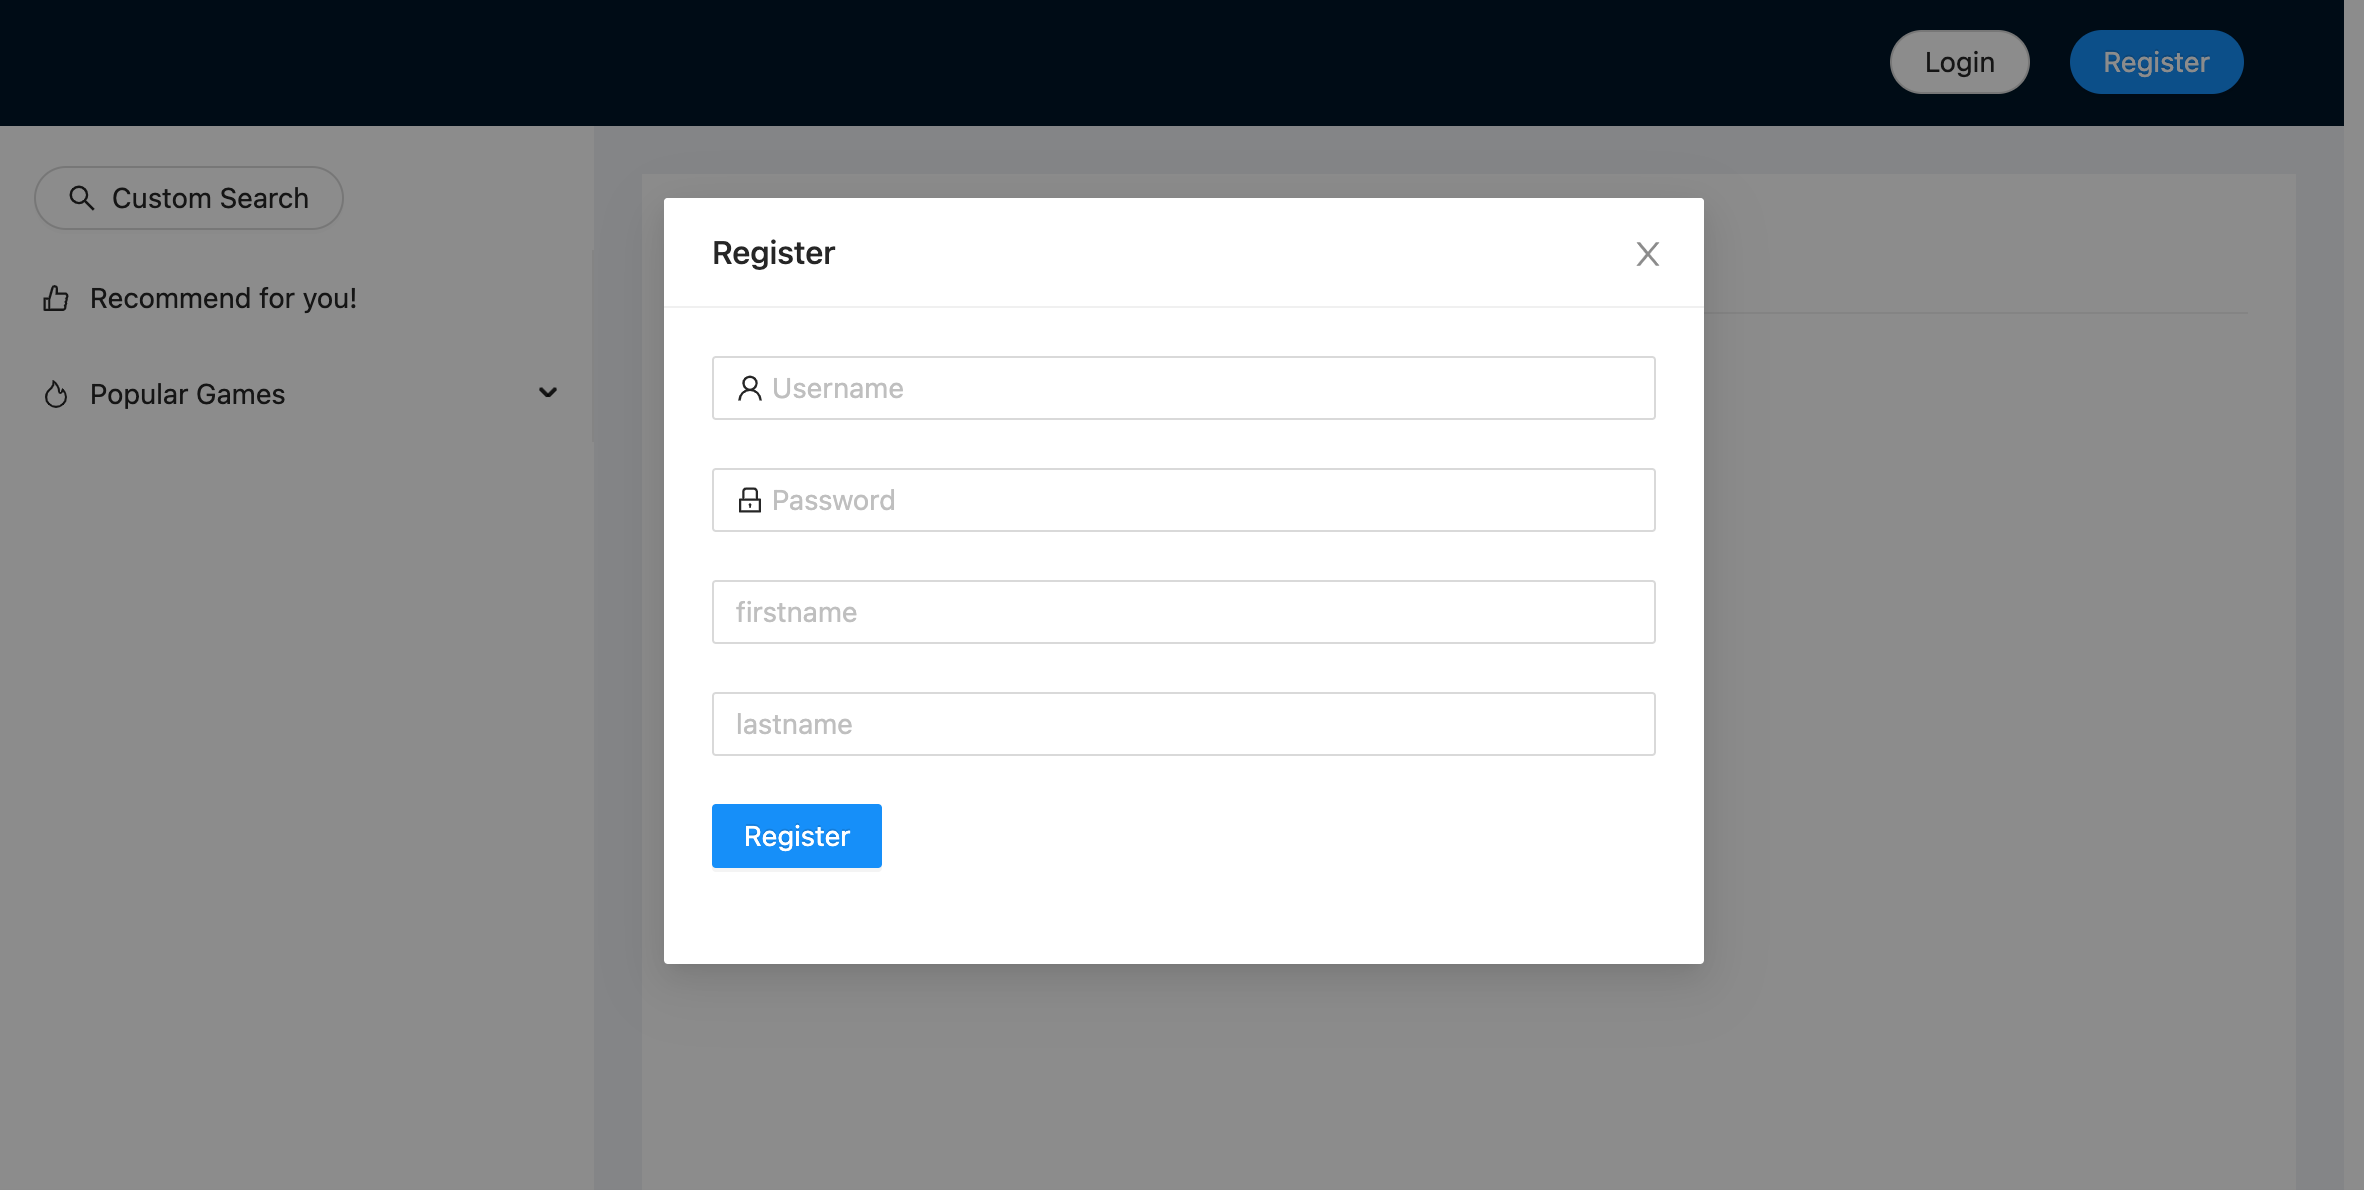 Login
Register
Custom Search
Recommend for you!
Popular Games
Register
Username
Password
firstname
lastname
Register